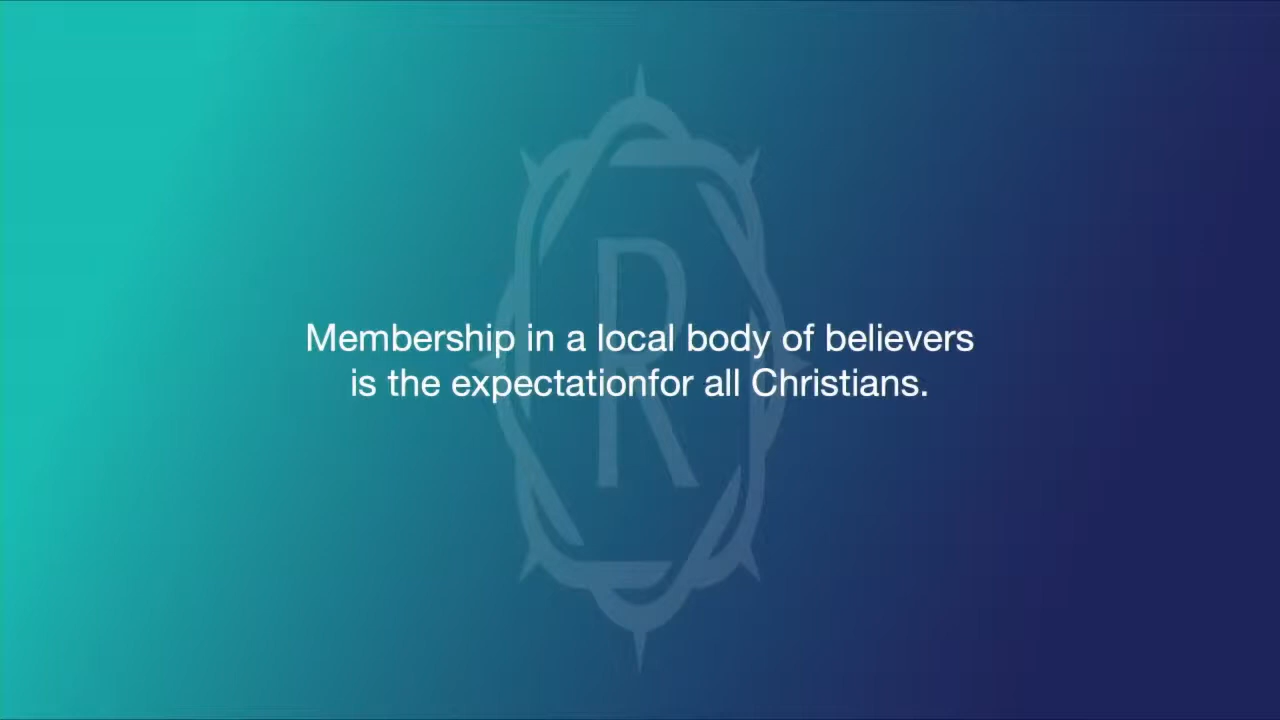 R
Membership in a local body of believers
is the expectationfor all Christians.